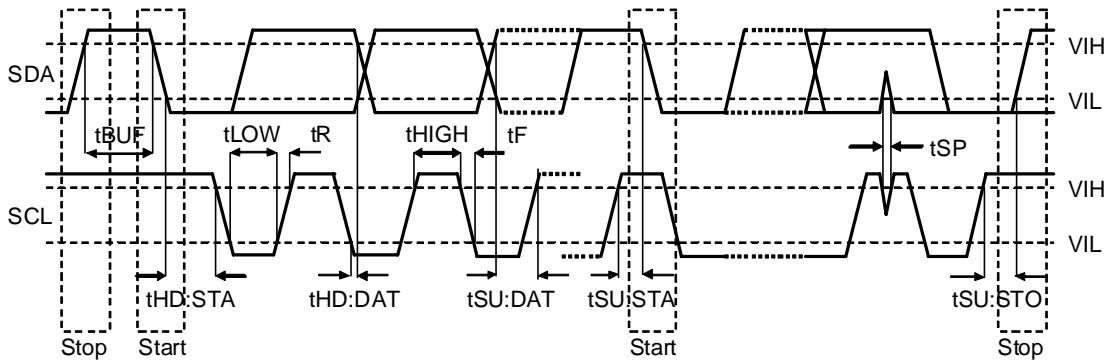 VIH
SDA
VIL
tBUF tLOW tR tHIGH tF tSP
VIH
SCL
VIL
tHD:STA tHD:DAT tSU:DAT tSU:STA tSU:STO
Stop Start Start Stop